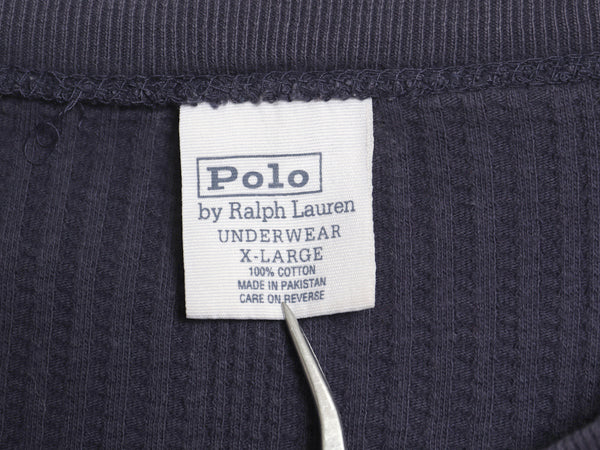 Polo
by Ralph Lauren
UNDERWEAR
X-LARGE
100% COTTON
MADE IN PAKISTAN
CARE ON REVERSE